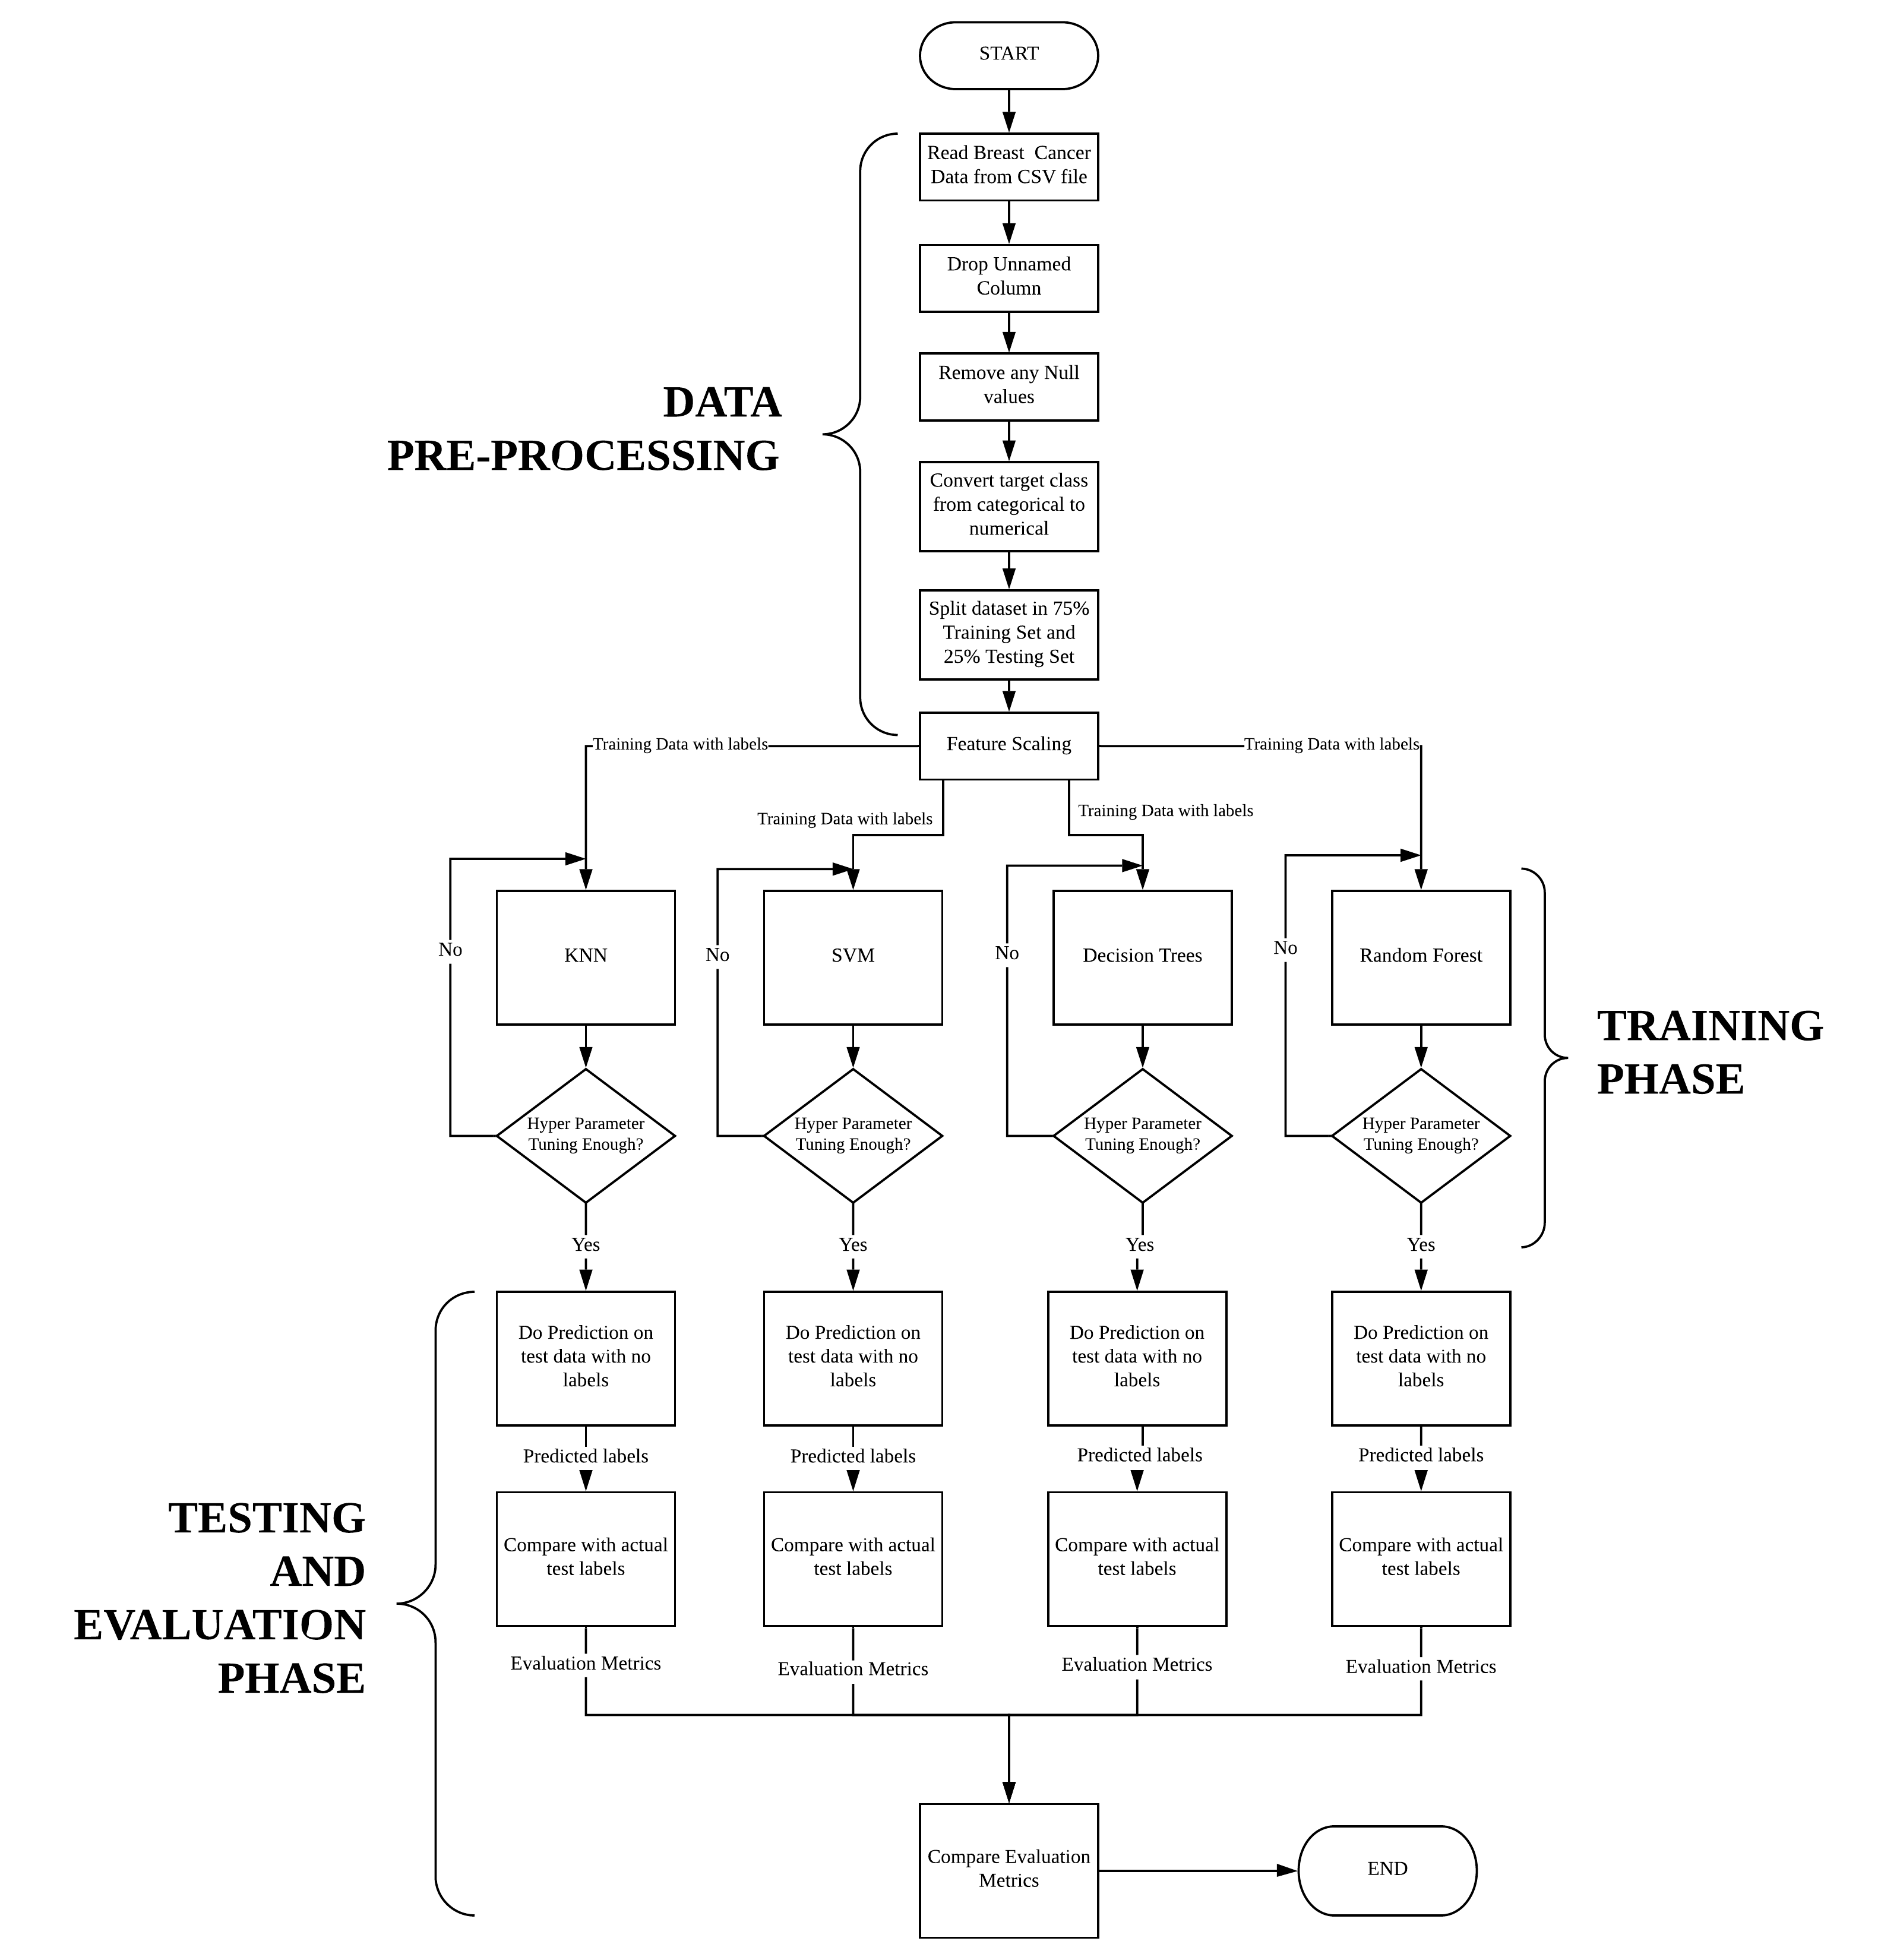 START
Read Breast  Cancer
Data from CSV file
Drop Unnamed
Column
Remove any Null
values
DATA
PRE-PROCESSING
Convert target class
from categorical to
numerical
Split dataset in 75%
Training Set and
25% Testing Set
Feature Scaling
Training Data with labels
Training Data with labels
Training Data with labels
Training Data with labels
No
KNN
No
SVM
No
Decision Trees
No
Random Forest
TRAINING
PHASE
Hyper Parameter
Tuning Enough?
Hyper Parameter
Tuning Enough?
Hyper Parameter
Tuning Enough?
Hyper Parameter
Tuning Enough?
Yes
Yes
Yes
Yes
Do Prediction on
test data with no
labels
Do Prediction on
test data with no
labels
Do Prediction on
test data with no
labels
Do Prediction on
test data with no
labels
Predicted labels
Predicted labels
Predicted labels
Predicted labels
TESTING
AND
EVALUATION
PHASE
Compare with actual
test labels
Compare with actual
test labels
Compare with actual
test labels
Compare with actual
test labels
Evaluation Metrics
Evaluation Metrics
Evaluation Metrics
Evaluation Metrics
Compare Evaluation
Metrics
END